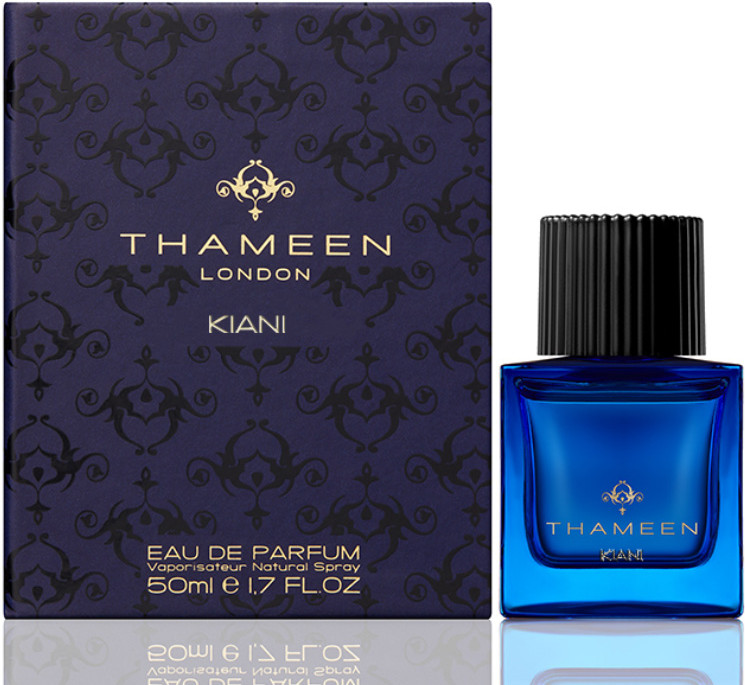 THAMEEN
LONDON
KIANI
EAU DE PARFUM
Vaporisateur Natural Spray
50ml e 1,7 FL.OZ
THAMEEN
KIANI